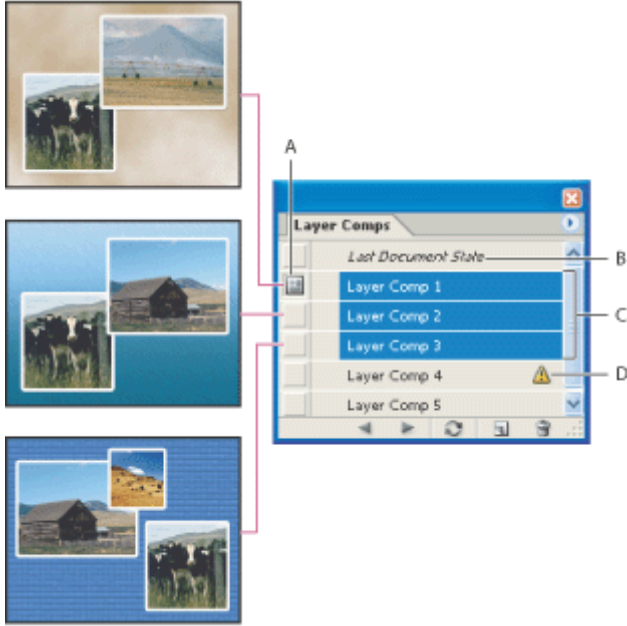 A
Layer Comps
Last Document State
B
Layer Comp 1
Layer Comp 2
C
Layer Comp 3
Layer Comp 4
D
Layer Comp 5